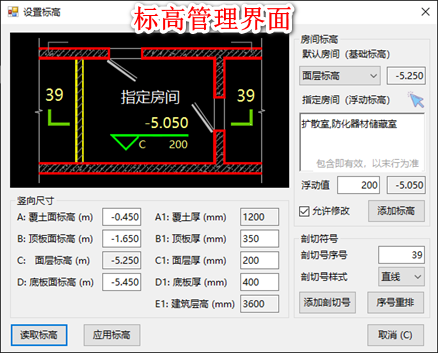 设置标高
标高管理界面
39
指定房间
39
-5.050
C 200
竖向尺寸
A: 覆土面标高 (m) -0.450 A1: 覆土厚 (mm) 1200
B: 顶板面标高 (m) -1.650 B1: 顶板厚 (mm) 350
C: 面层标高 (m) -5.250 C1: 面层厚 (mm) 200
D: 底板面标高 (m) -5.450 D1: 底板厚 (mm) 400
E1: 建筑层高 (mm) 3600
读取标高 应用标高
房间标高
默认房间（基础标高）
面层标高 -5.250
指定房间（浮动标高）
扩散室,防化器材储藏室
包含即有效，以末行为准
浮动值 200 -5.050
允许修改 添加标高
剖切符号
剖切号序号 39
剖切号样式 直线
添加剖切号 序号重排
取消 (C)